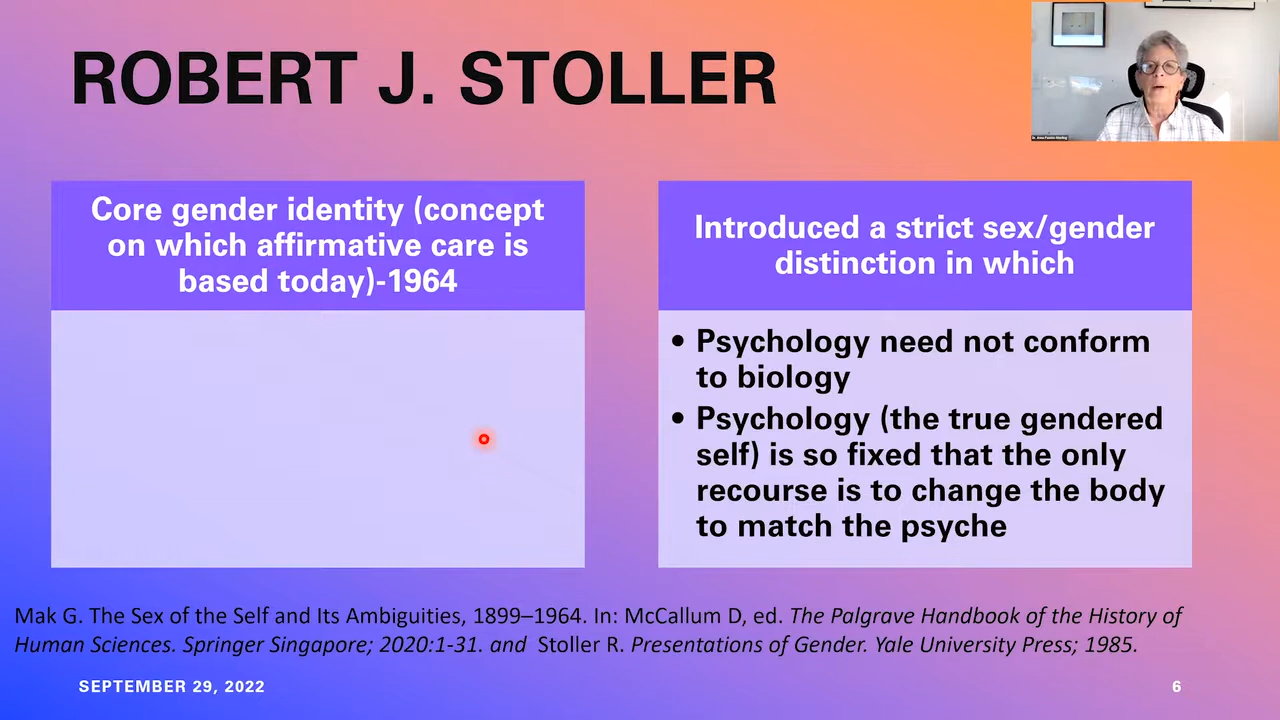 ROBERT J. STOLLER
Core gender identity (concept
on which affirmative care is
based today)-1964
Introduced a strict sex/gender
distinction in which
• Psychology need not conform
to biology
• Psychology (the true gendered
self) is so fixed that the only
recourse is to change the body
to match the psyche
Mak G. The Sex of the Self and Its Ambiguities, 1899–1964. In: McCallum D, ed. The Palgrave Handbook of the History of
Human Sciences. Springer Singapore; 2020:1-31. and Stoller R. Presentations of Gender. Yale University Press; 1985.
SEPTEMBER 29, 2022
6